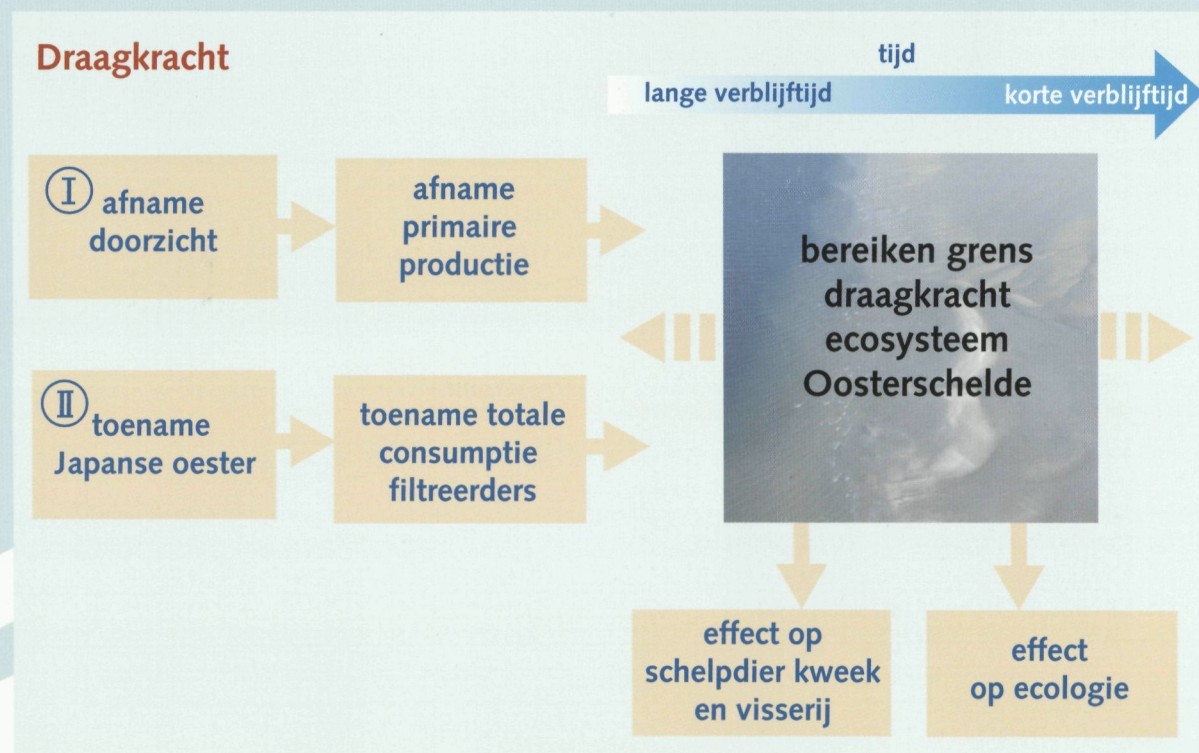 Draagkracht
tijd
lange verblijftijd
korte verblijftijd
I
afname
doorzicht
afname
primaire
productie
bereiken grens
draagkracht
ecosysteem
Oosterschelde
II
toename
Japanse oester
toename totale
consumptie
filtreerders
effect op
schelpdier kweek
en visserij
effect
op ecologie